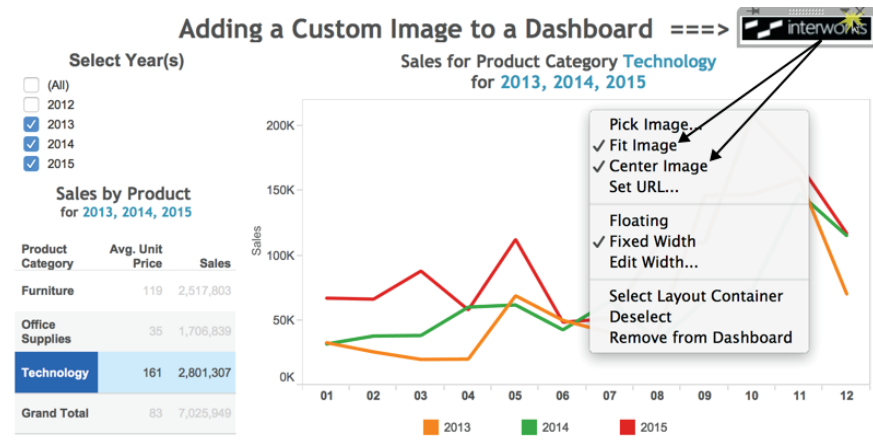 Adding a Custom Image to a Dashboard ===>
interworks
Select Year(s)
(All)
2012
2013
2014
2015
Sales by Product
for 2013, 2014, 2015
Product Category Avg. Unit Price Sales
Furniture 119 2,517,803
Office Supplies 35 1,706,839
Technology 161 2,801,307
Grand Total 83 7,025,949
Sales for Product Category Technology
for 2013, 2014, 2015
Sales
200K
150K
100K
50K
0K
01 02 03 04 05 06 07 08 09 10 11 12
2013 2014 2015
Pick Image...
Fit Image
Center Image
Set URL...
Floating
Fixed Width
Edit Width...
Select Layout Container
Deselect
Remove from Dashboard